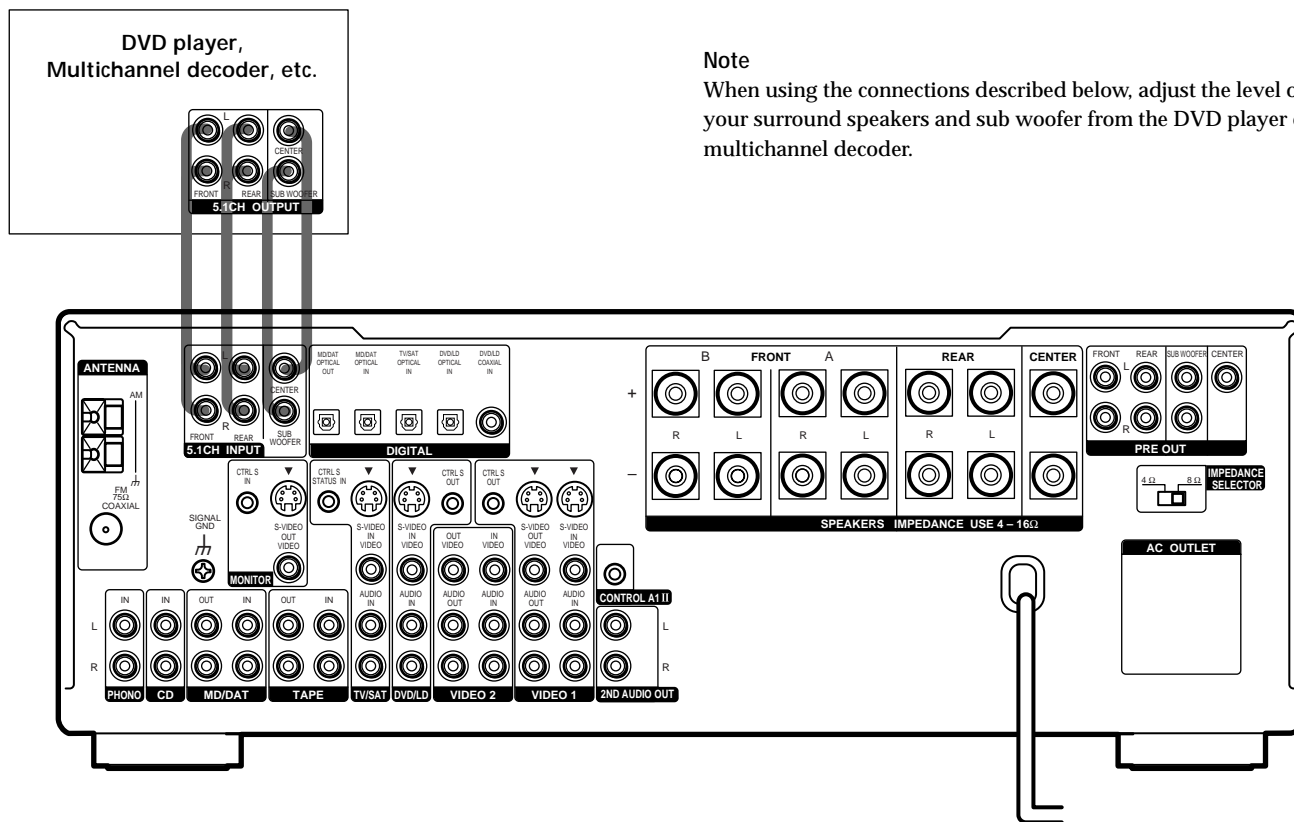 DVD player,
Multichannel decoder, etc.
L
CENTER
FRONT R REAR SUB WOOFER
5.1CH OUTPUT
Note
When using the connections described below, adjust the level
your surround speakers and sub woofer from the DVD player
multichannel decoder.
ANTENNA
AM
FM
75Ω
COAXIAL
L
CENTER
R
FRONT REAR SUB
WOOFER
5.1CH INPUT
MD/DAT
OPTICAL
OUT
MD/DAT
OPTICAL
IN
TV/SAT
OPTICAL
IN
DVD/LD
OPTICAL
IN
DVD/LD
COAXIAL
IN
DIGITAL
SIGNAL
GND
CTRL S
IN
S-VIDEO
OUT
VIDEO
MONITOR
CTRL S
STATUS IN
S-VIDEO
IN
VIDEO
AUDIO
IN
TV/SAT
S-VIDEO
IN
VIDEO
AUDIO
IN
DVD/LD
CTRL S
OUT
OUT
VIDEO
IN
VIDEO
AUDIO
OUT
AUDIO
IN
VIDEO 2
CTRL S
OUT
S-VIDEO
OUT
VIDEO
S-VIDEO
IN
VIDEO
AUDIO
OUT
AUDIO
IN
VIDEO 1
CONTROL A1 II
L
R
2ND AUDIO OUT
L
R
IN
PHONO
IN
CD
OUT IN
MD/DAT
OUT IN
TAPE
B FRONT A REAR CENTER
+
R L R L R L
–
SPEAKERS IMPEDANCE USE 4 – 16Ω
FRONT REAR SUB WOOFER CENTER
L
R
PRE OUT
4 Ω 8 Ω
IMPEDANCE
SELECTOR
AC OUTLET